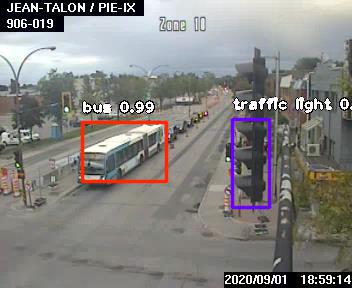 JEAN-TALON / PIE-IX
906-019
Zone 10
bus 0.99
traffic light 0.
2020/09/01 18:59:14